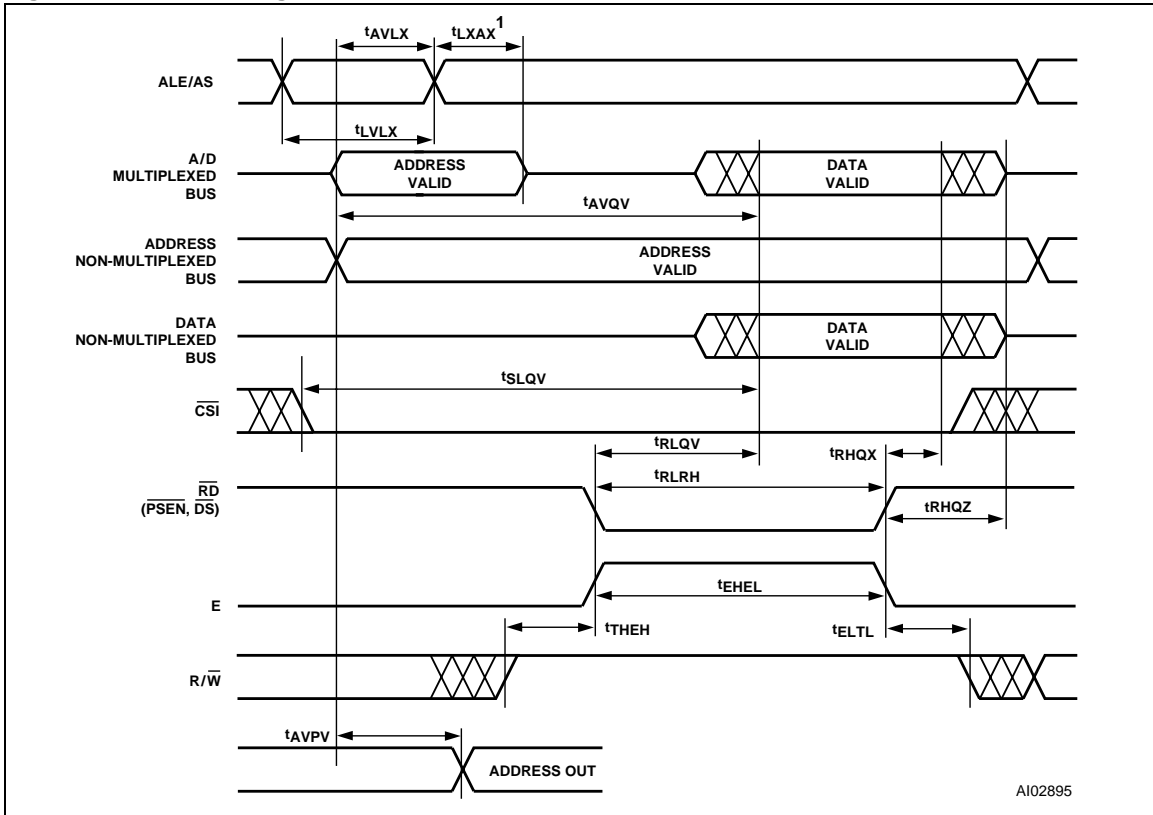 tAVLX
tLXAX1
ALE/AS
tLVLX
A/D
MULTIPLEXED
BUS
ADDRESS
VALID
DATA
VALID
tAVQV
ADDRESS
NON-MULTIPLEXED
BUS
ADDRESS
VALID
DATA
NON-MULTIPLEXED
BUS
DATA
VALID
tSLQV
CSI
tRLQV
tRHQX
tRLRH
RD
(PSEN, DS)
tRHQZ
tEHEL
E
tTHEH
tELTL
R/W
tAVPV
ADDRESS OUT
AI02895